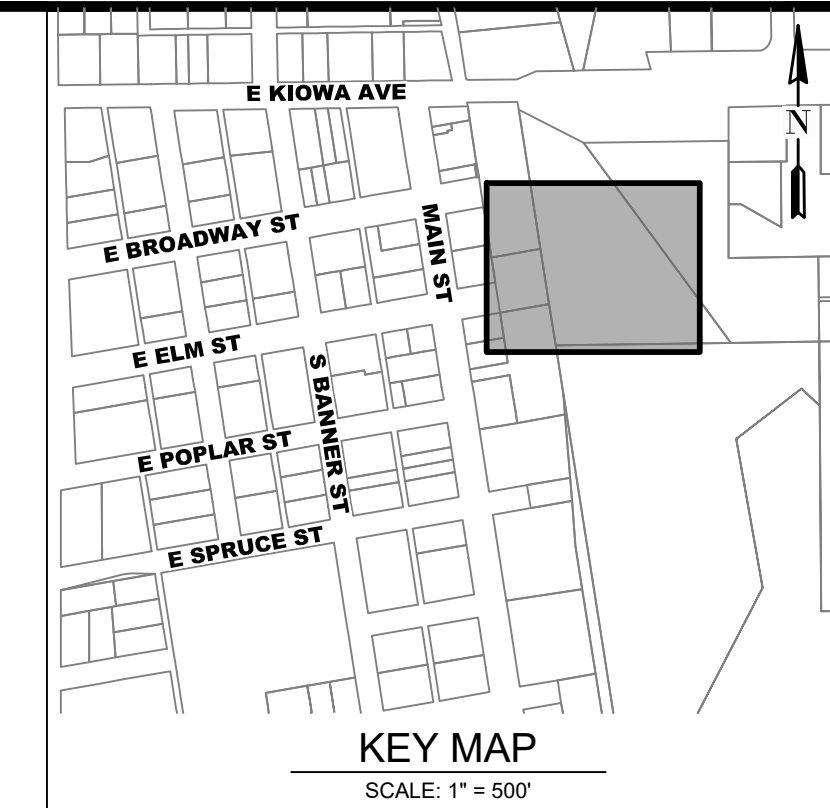 E KIOWA AVE
N
E BROADWAY ST
MAIN ST
E ELM ST
S BANNER ST
E POPLAR ST
E SPRUCE ST
KEY MAP
SCALE: 1" = 500'